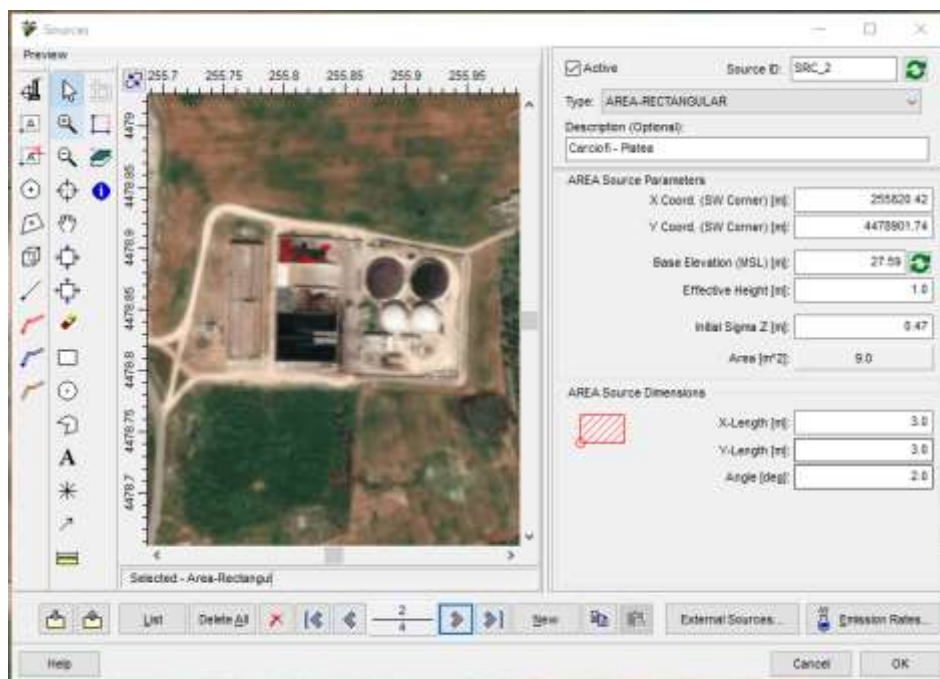 Sources
Preview
255.7 255.75 255.8 255.85 255.9 255.95
4479
4478.95
4478.9
4478.85
4478.8
4478.75
4478.7
A
A
A
Selected - Area-Rectangul
Active
Source ID: SRC_2
Type: AREA-RECTANGULAR
Description (Optional):
Carciofi - Platea
AREA Source Parameters
X Coord. (SW Corner) [m]: 255820.42
Y Coord. (SW Corner) [m]: 4478901.74
Base Elevation (MSL) [m]: 27.59
Effective Height [m]: 1.0
Initial Sigma Z [m]: 0.47
Area [m^2]: 9.0
AREA Source Dimensions
X-Length [m]: 3.0
Y-Length [m]: 3.0
Angle [deg]: 2.0
List Delete All 2 New External Sources... Emission Rates...
4
Help Cancel OK